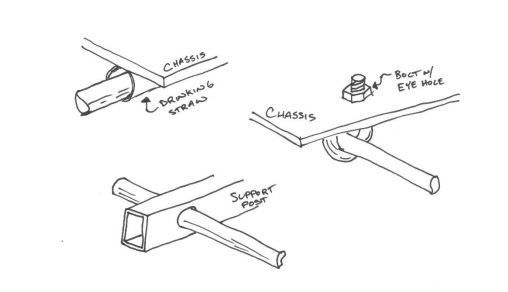 CHASSIS
DRINKING
STRAW
BOLT W/
EYE HOLE
CHASSIS
SUPPORT
POST